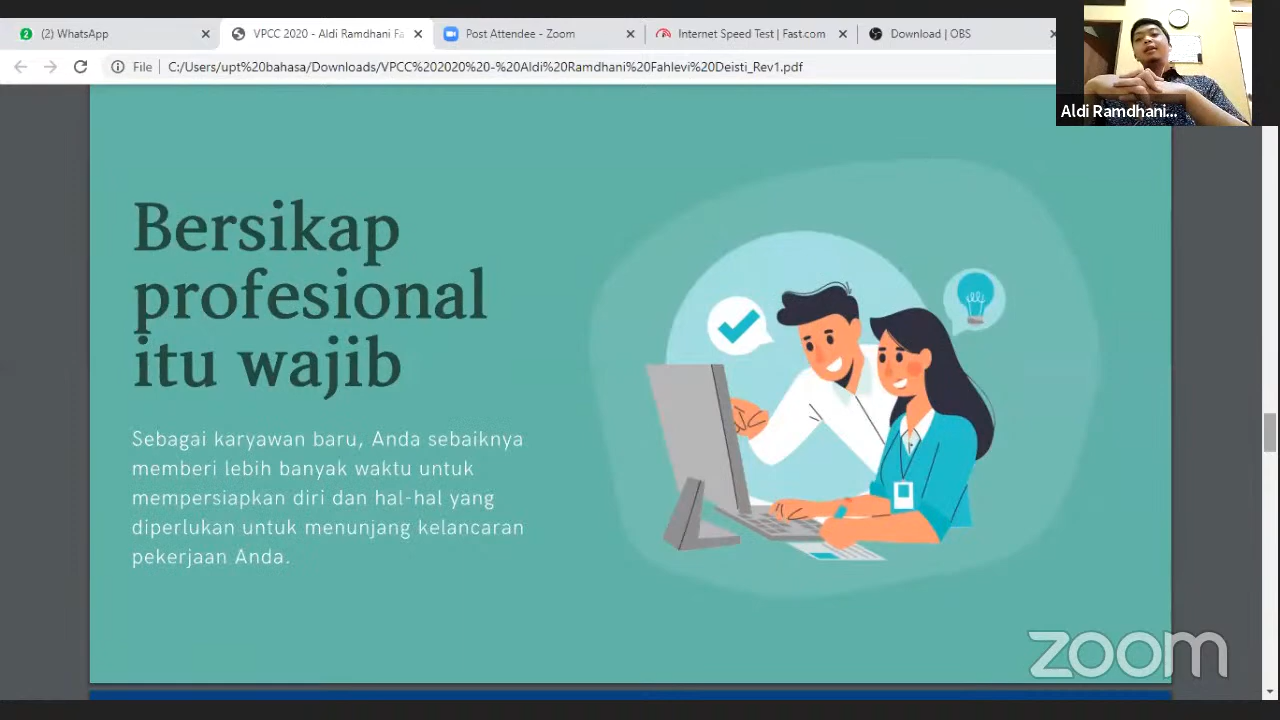 2
(2) WhatsApp
VPCC 2020 - Aldi Ramdhani Fa
Post Attendee - Zoom
Internet Speed Test | Fast.com
Download | OBS
File
C:/Users/upt%20bahasa/Downloads/VPCC%202020%20-%20Aldi%20Ramdhani%20Fahlevi%20Deisti_Rev1.pdf
Aldi Ramdhani...
Bersikap
profesional
itu wajib
Sebagai karyawan baru, Anda sebaiknya
memberi lebih banyak waktu untuk
mempersiapkan diri dan hal-hal yang
diperlukan untuk menunjang kelancaran
pekerjaan Anda.
zoom